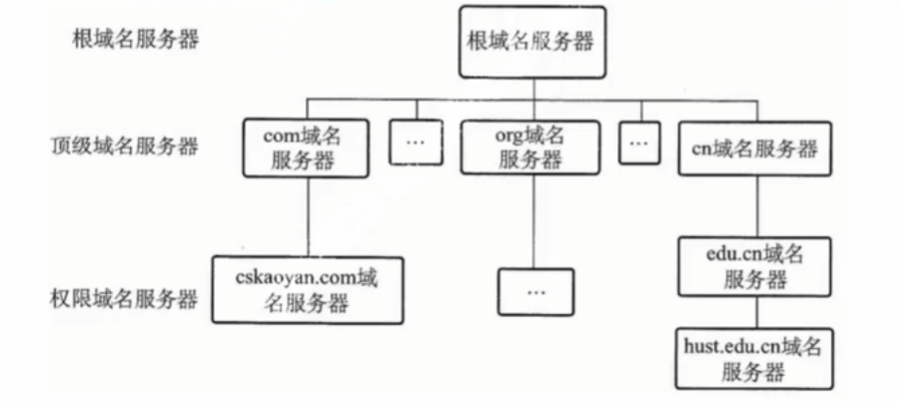 根域名服务器
根域名服务器
顶级域名服务器
com域名
服务器
...
org域名
服务器
...
cn域名服务器
权限域名服务器
cskaoyan.com域
名服务器
...
edu.cn域名
服务器
hust.edu.cn域名
服务器